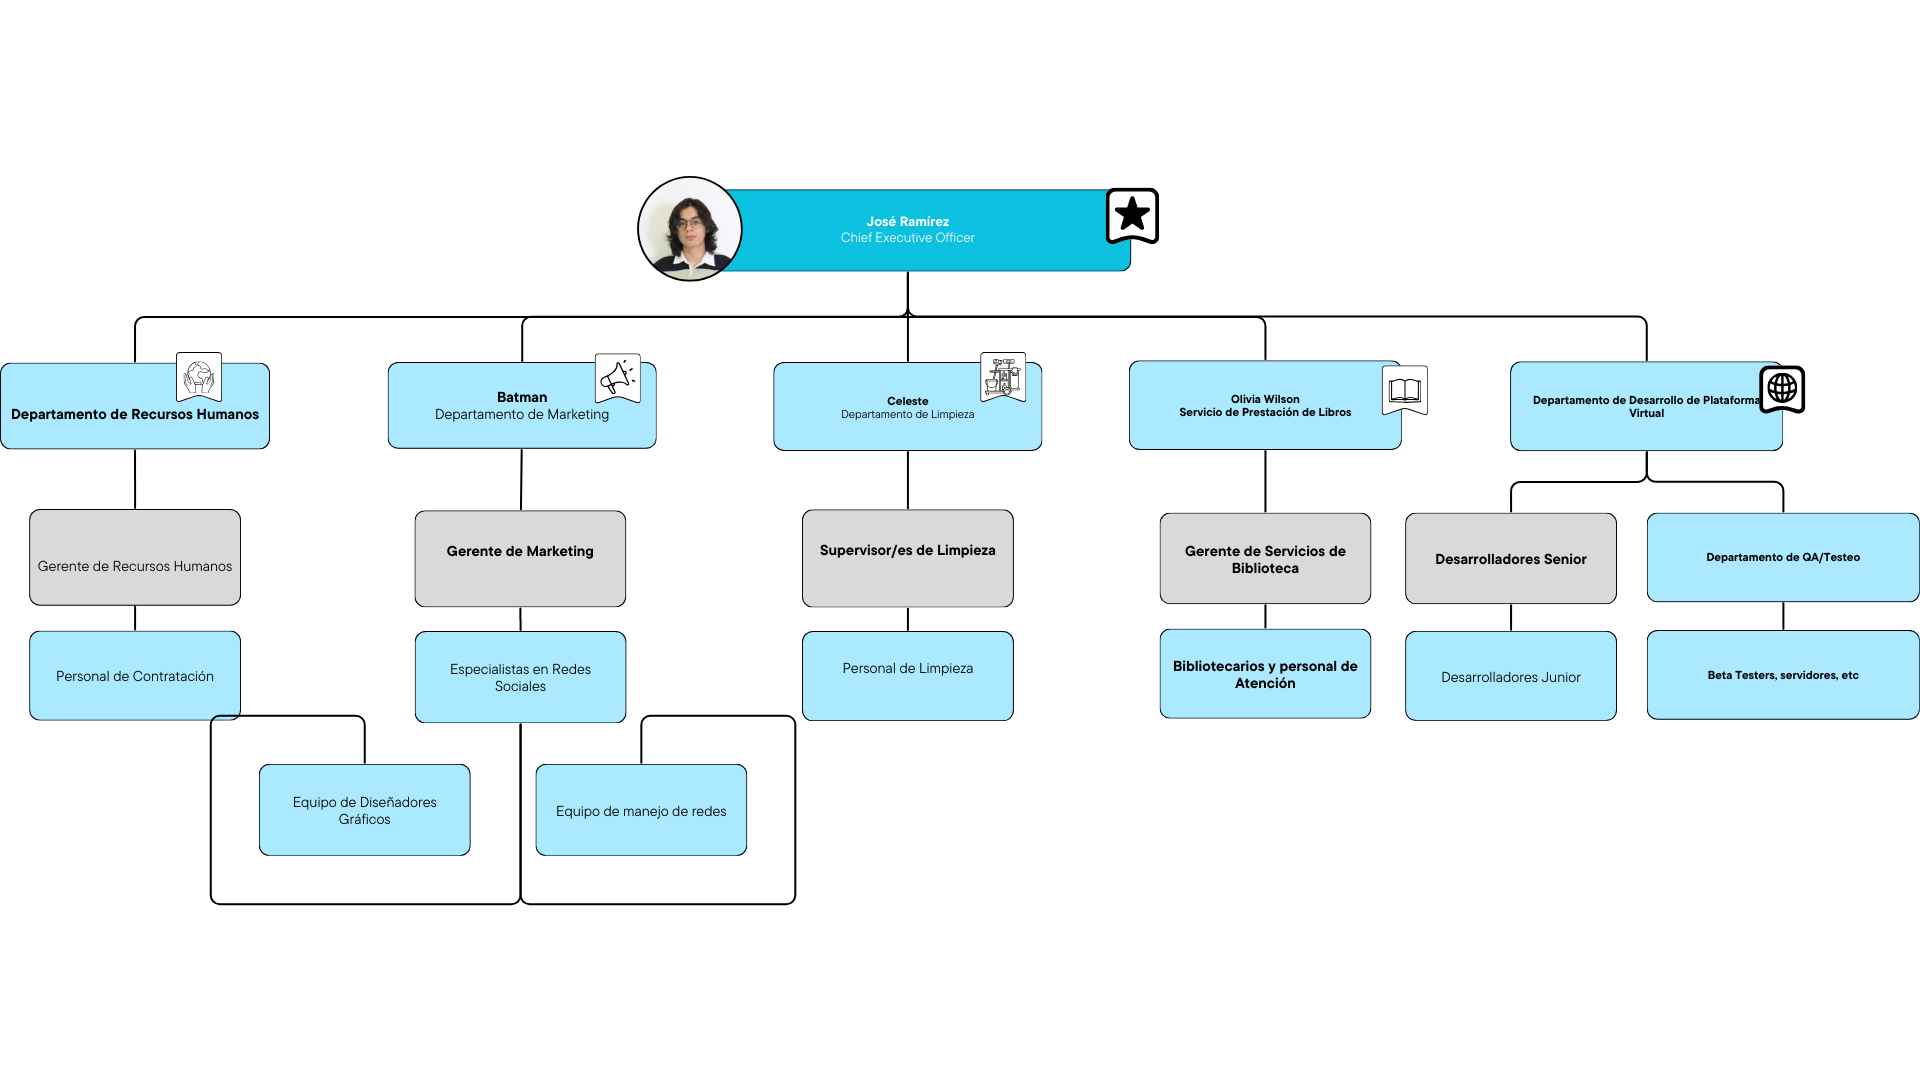 José Ramírez
Chief Executive Officer
Departamento de Recursos Humanos
Batman
Departamento de Marketing
Celeste
Departamento de Limpieza
Olivia Wilson
Servicio de Prestación de Libros
Departamento de Desarrollo de Plataforma
Virtual
Gerente de Recursos Humanos
Gerente de Marketing
Supervisor/es de Limpieza
Gerente de Servicios de
Biblioteca
Desarrolladores Senior
Departamento de QA/Testeo
Personal de Contratación
Especialistas en Redes
Sociales
Personal de Limpieza
Bibliotecarios y personal de
Atención
Desarrolladores Junior
Beta Testers, servidores, etc
Equipo de Diseñadores
Gráficos
Equipo de manejo de redes